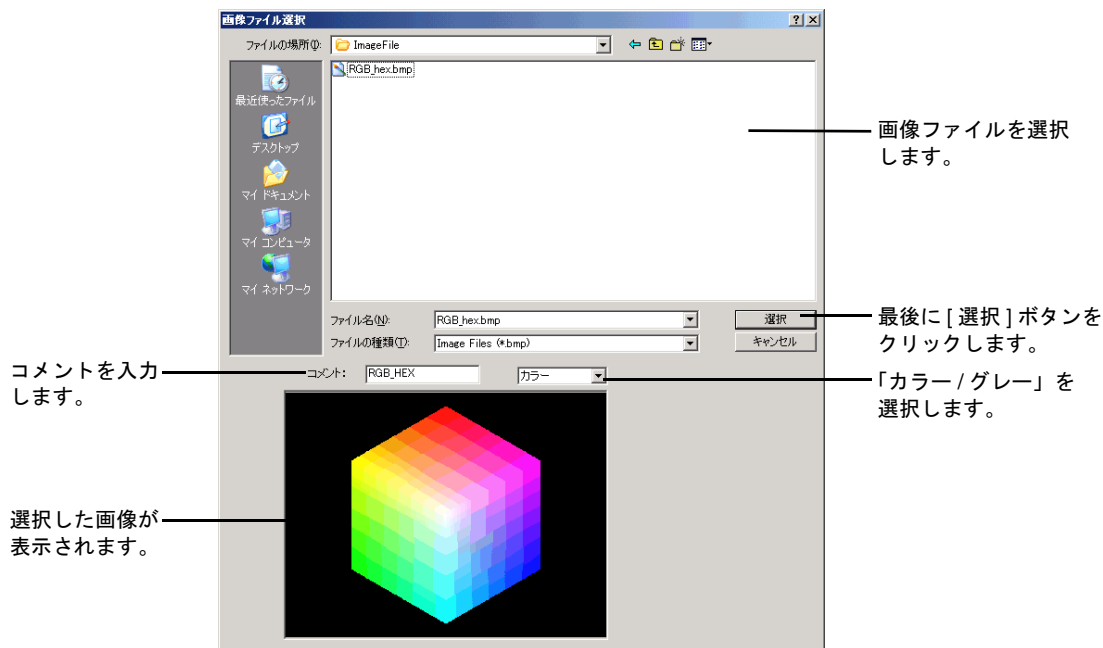 画像ファイル選択
ファイルの場所(I):
ImageFile
RGB_hex.bmp
最近使ったファイル
デスクトップ
マイ ドキュメント
マイ コンピュータ
マイ ネットワーク
画像ファイルを選択
します。
ファイル名(N):
RGB_hex.bmp
選択
ファイルの種類(T):
Image Files (*.bmp)
キャンセル
最後に [ 選択 ] ボタンを
クリックします。
コメント:
RGB_HEX
カラー
コメントを入力
します。
「カラー / グレー」を
選択します。
選択した画像が
表示されます。